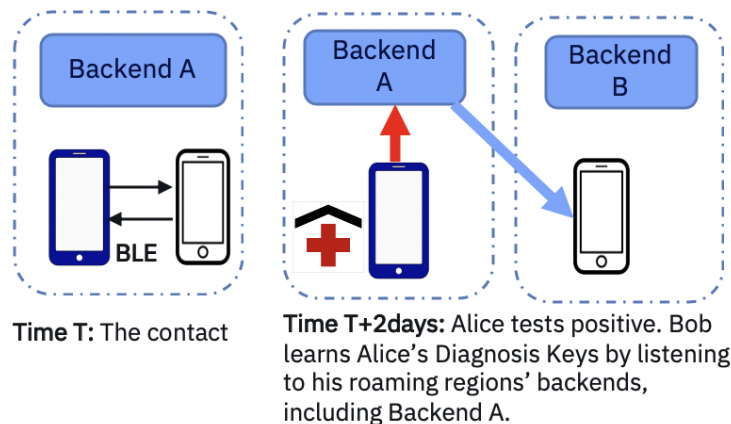 Backend A
BLE
Time T: The contact
Backend
A
Backend
B
Time T+2days: Alice tests positive. Bob
learns Alice’s Diagnosis Keys by listening
to his roaming regions’ backends,
including Backend A.